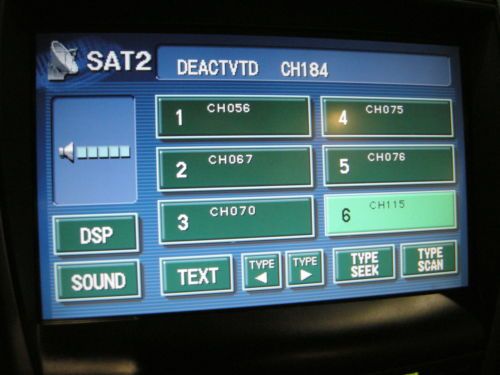 SAT2
DEACTVTD CH184
1 CH056
4 CH075
2 CH067
5 CH076
3 CH070
6 CH115
DSP
SOUND
TEXT
TYPE ◀
TYPE ▶
TYPE
SEEK
TYPE
SCAN